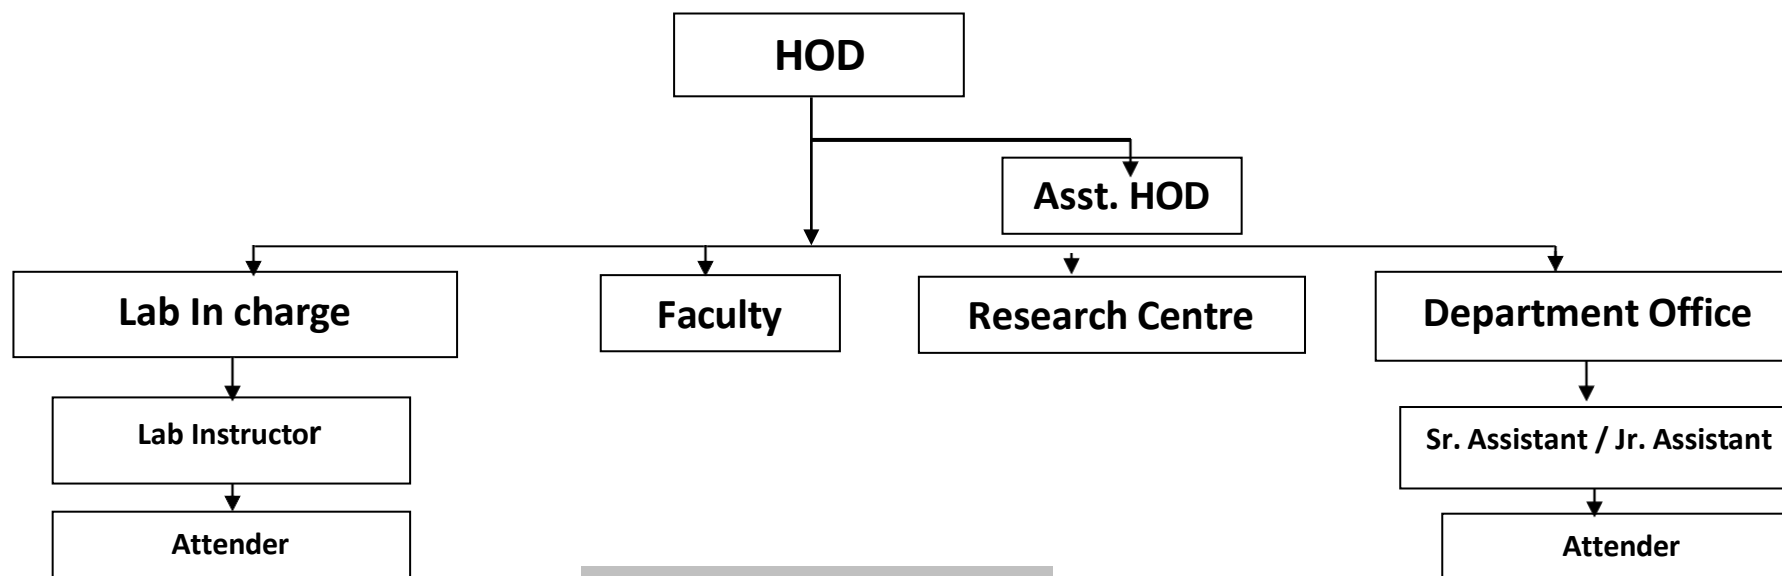 HOD
Asst. HOD
Lab In charge
Faculty
Research Centre
Department Office
Lab Instructor
Sr. Assistant / Jr. Assistant
Attender
Attender